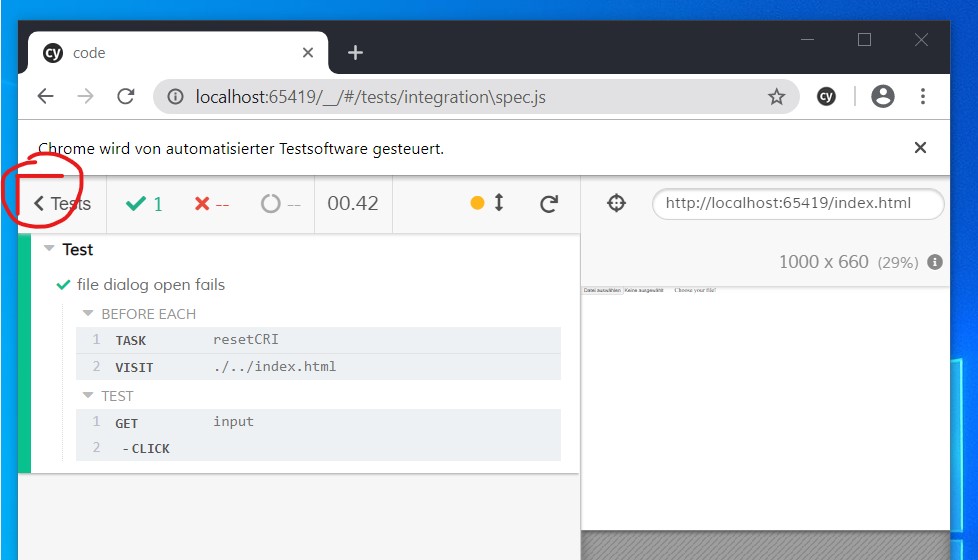 cy code
localhost:65419/__/#/tests/integration\spec.js cy
Chrome wird von automatisierter Testsoftware gesteuert.
Tests 1 -- -- 00.42 http://localhost:65419/index.html
1000 x 660 (29%)
Test
file dialog open fails
Datei auswählen Keine ausgewählt Choose your file!
BEFORE EACH
1 TASK resetCRI
2 VISIT ./../index.html
TEST
1 GET input
2 -CLICK